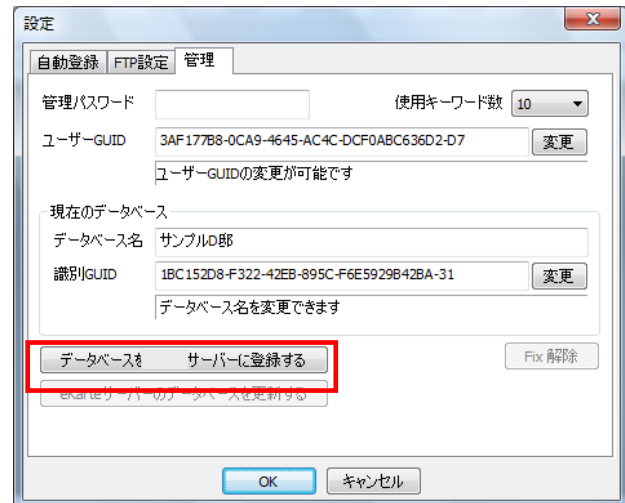 設定
自動登録 FTP設定 管理
管理パスワード 使用キーワード数 10
ユーザーGUID 3AF177B8-0CA9-4645-AC4C-DCF0ABC636D2-D7 変更
ユーザーGUIDの変更が可能です
現在のデータベース
データベース名 サンプルD邸
識別GUID 1BC152D8-F322-42EB-895C-F6E5929B42BA-31 変更
データベース名を変更できます
データベースを サーバーに登録する Fix 解除
eKarteサーバーのデータベースを更新する
OK キャンセル